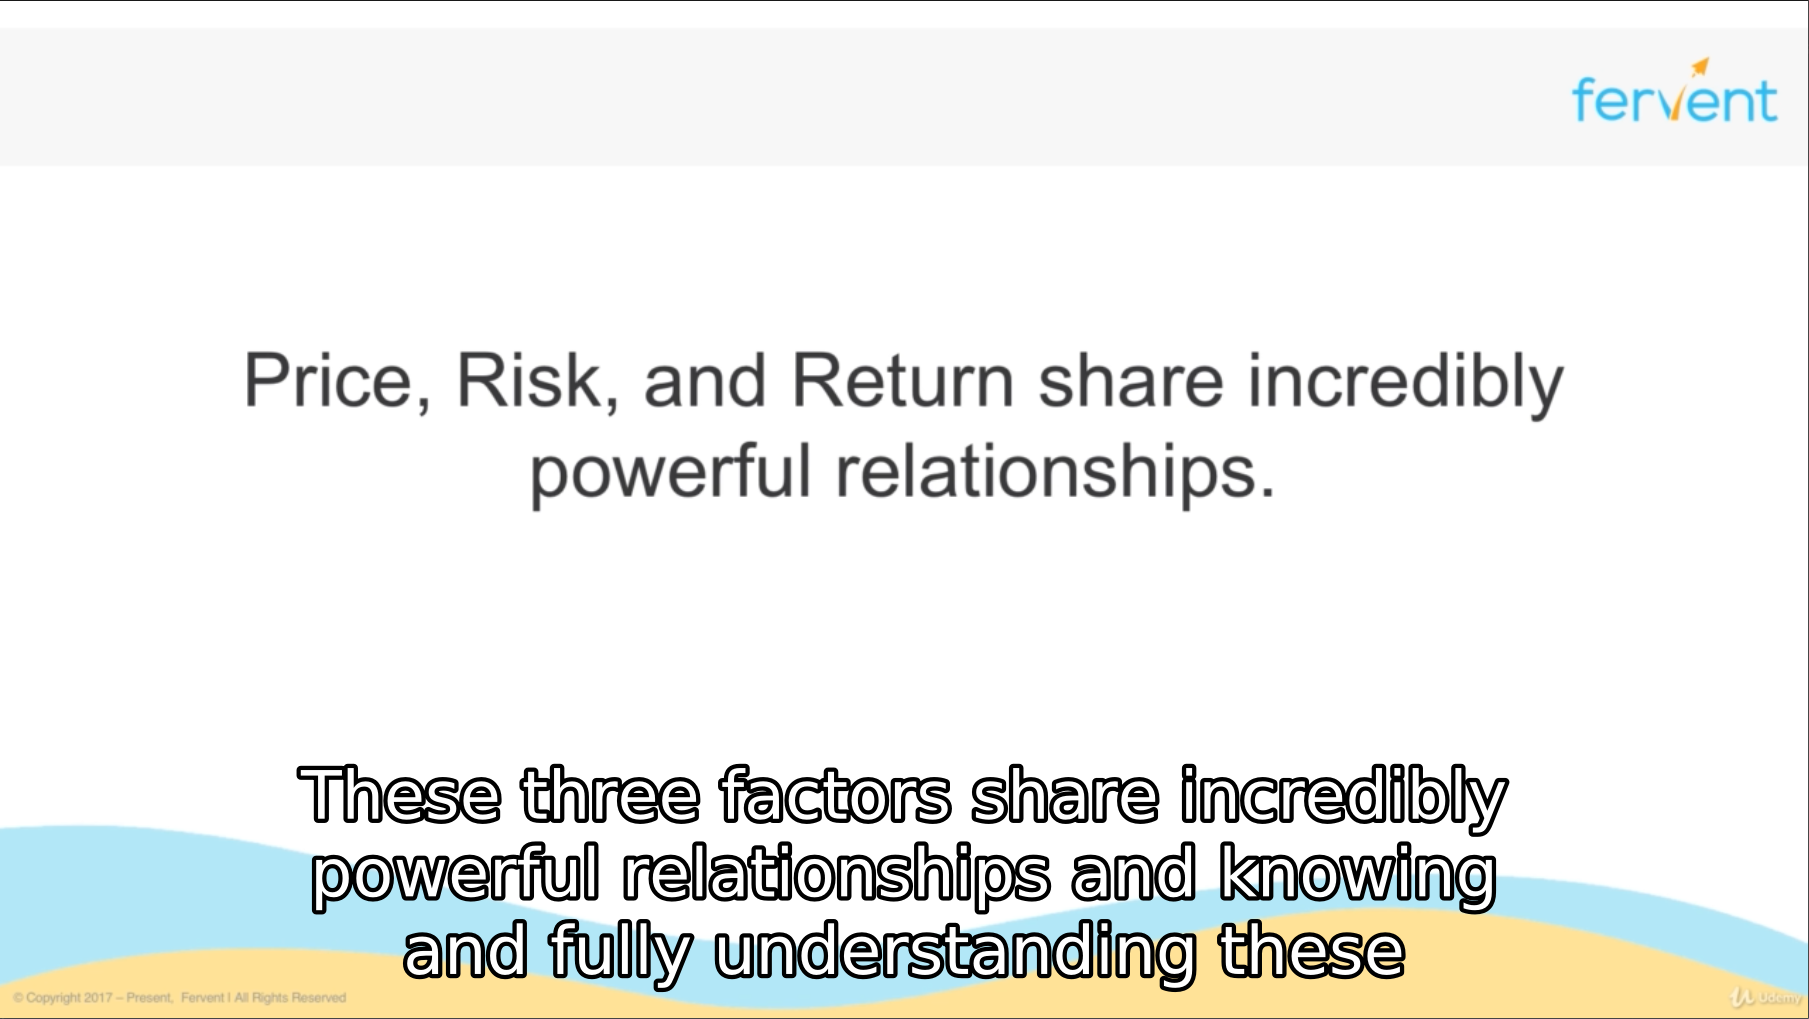 fervent
Price, Risk, and Return share incredibly
powerful relationships.
These three factors share incredibly
powerful relationships and knowing
and fully understanding these
© Copyright 2017 – Present, Fervent | All Rights Reserved
Udemy